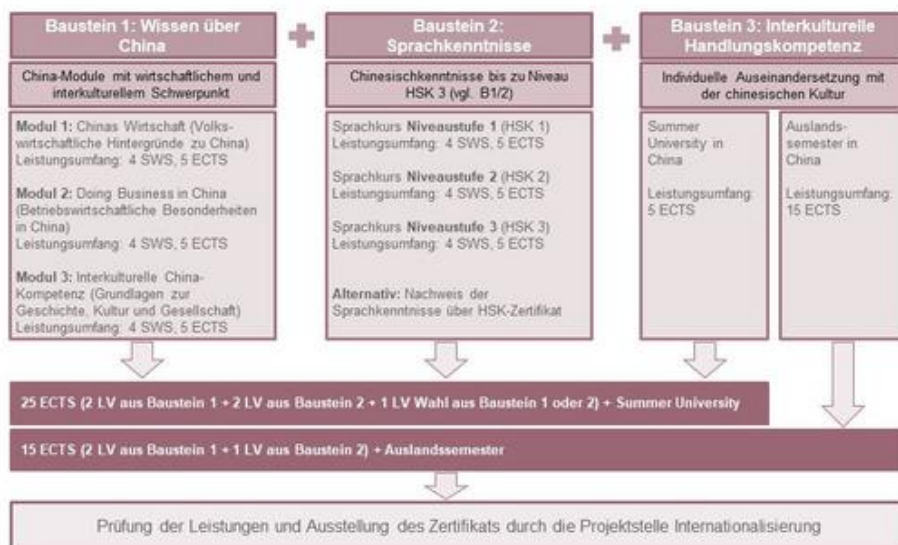 Baustein 1: Wissen über
China
Baustein 2:
Sprachkenntnisse
Baustein 3: Interkulturelle
Handlungskompetenz
China-Module mit wirtschaftlichem und
interkulturellem Schwerpunkt
Chinesischkenntnisse bis zu Niveau
HSK 3 (vgl. B1/2)
Individuelle Auseinandersetzung mit
der chinesischen Kultur
Modul 1: Chinas Wirtschaft (Volks-
wirtschaftliche Hintergründe zu China)
Leistungsumfang: 4 SWS, 5 ECTS
Modul 2: Doing Business in China
(Betriebswirtschaftliche Besonderheiten
in China)
Leistungsumfang: 4 SWS, 5 ECTS
Modul 3: Interkulturelle China-
Kompetenz (Grundlagen zur
Geschichte, Kultur und Gesellschaft)
Leistungsumfang: 4 SWS, 5 ECTS
Sprachkurs Niveaustufe 1 (HSK 1)
Leistungsumfang: 4 SWS, 5 ECTS
Sprachkurs Niveaustufe 2 (HSK 2)
Leistungsumfang: 4 SWS, 5 ECTS
Sprachkurs Niveaustufe 3 (HSK 3)
Leistungsumfang: 4 SWS, 5 ECTS
Alternativ: Nachweis der
Sprachkenntnisse über HSK-Zertifikat
Summer
University in
China
Leistungsumfang:
5 ECTS
Auslands-
semester in
China
Leistungsumfang:
15 ECTS
25 ECTS (2 LV aus Baustein 1 + 2 LV aus Baustein 2 + 1 LV Wahl aus Baustein 1 oder 2) + Summer University
15 ECTS (2 LV aus Baustein 1 + 1 LV aus Baustein 2) + Auslandssemester
Prüfung der Leistungen und Ausstellung des Zertifikats durch die Projektstelle Internationalisierung